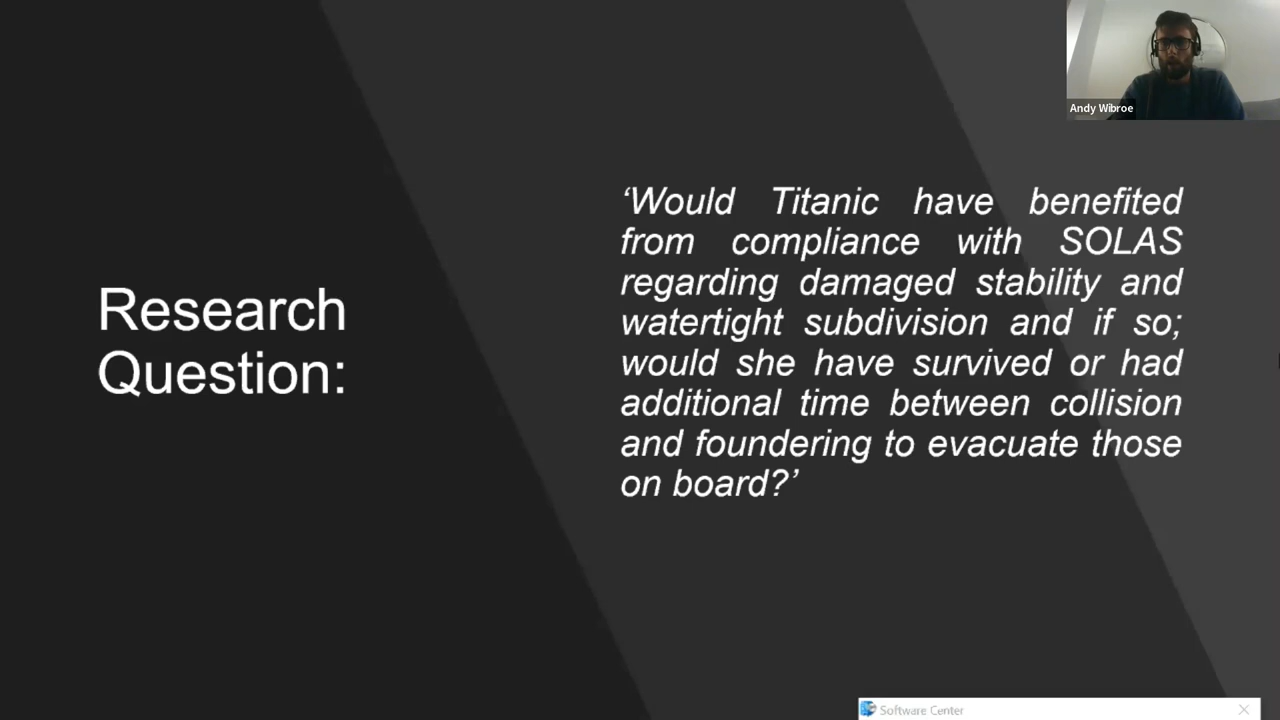 Andy Wibroe
Research
Question:
‘Would Titanic have benefited
from compliance with SOLAS
regarding damaged stability and
watertight subdivision and if so;
would she have survived or had
additional time between collision
and foundering to evacuate those
on board?’
Software Center